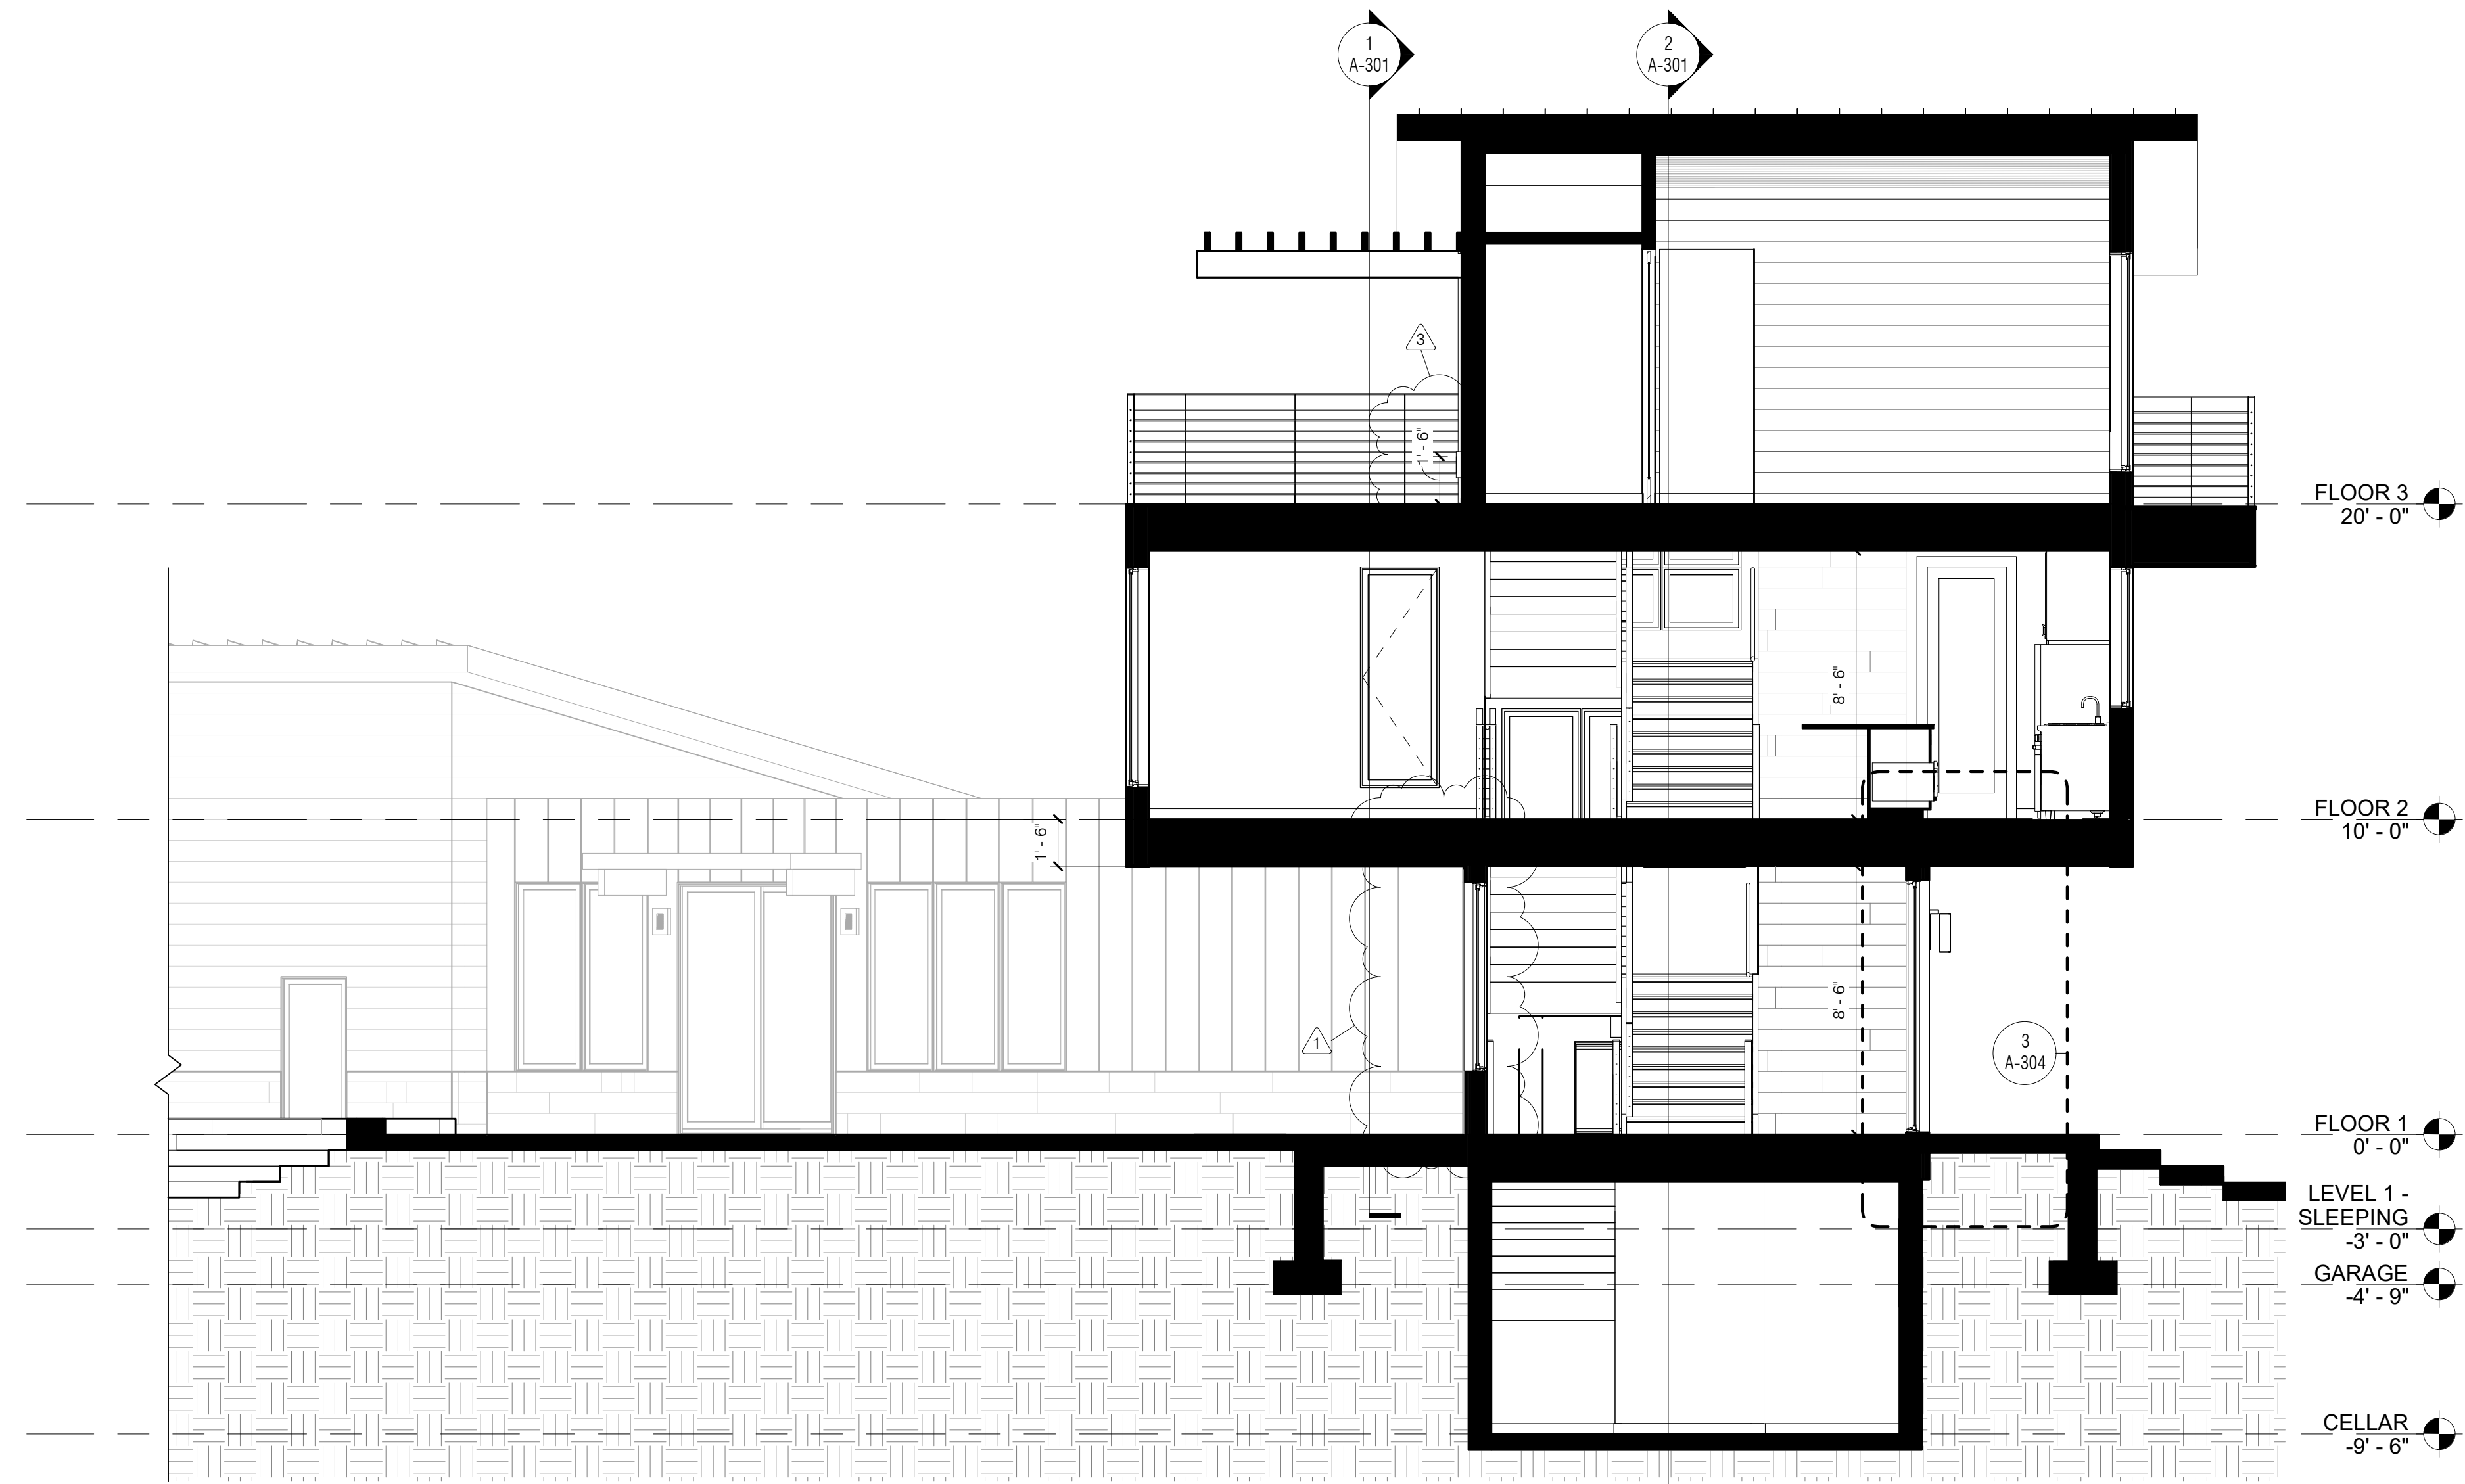 1
A-301
2
A-301
3
1' - 6"
FLOOR 3
20' - 0"
8' - 6"
FLOOR 2
10' - 0"
1' - 6"
8' - 6"
1
3
A-304
FLOOR 1
0' - 0"
LEVEL 1 -
SLEEPING
-3' - 0"
GARAGE
-4' - 9"
CELLAR
-9' - 6"